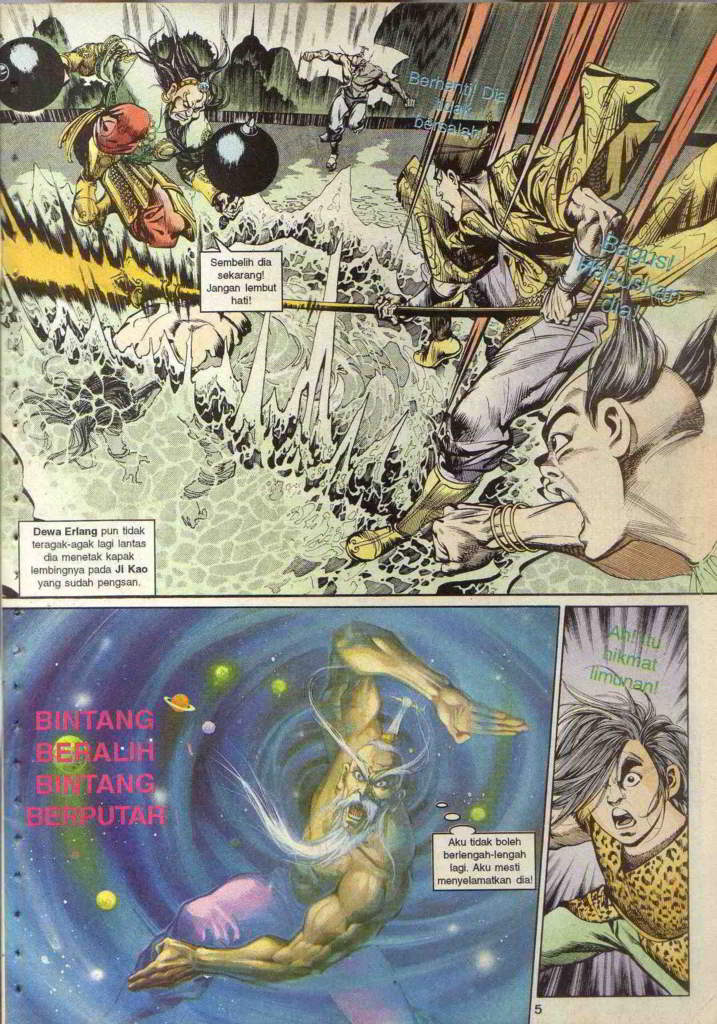 Berhenti! Dia
tidak
bersalah
Sembelih dia
sekarang!
Jangan lembut
hati!
Bagus!
Hapuskan
dia!
Dewa Erlang pun tidak
teragak-agak lagi lantas
dia menetak kapak
lembingnya pada Ji Kao
yang sudah pengsan.
BINTANG
BERALIH
BINTANG
BERPUTAR
Aku tidak boleh
berlengah-lengah
lagi. Aku mesti
menyelamatkan dia!
Ah! Itu
hikmat
limunan!
5